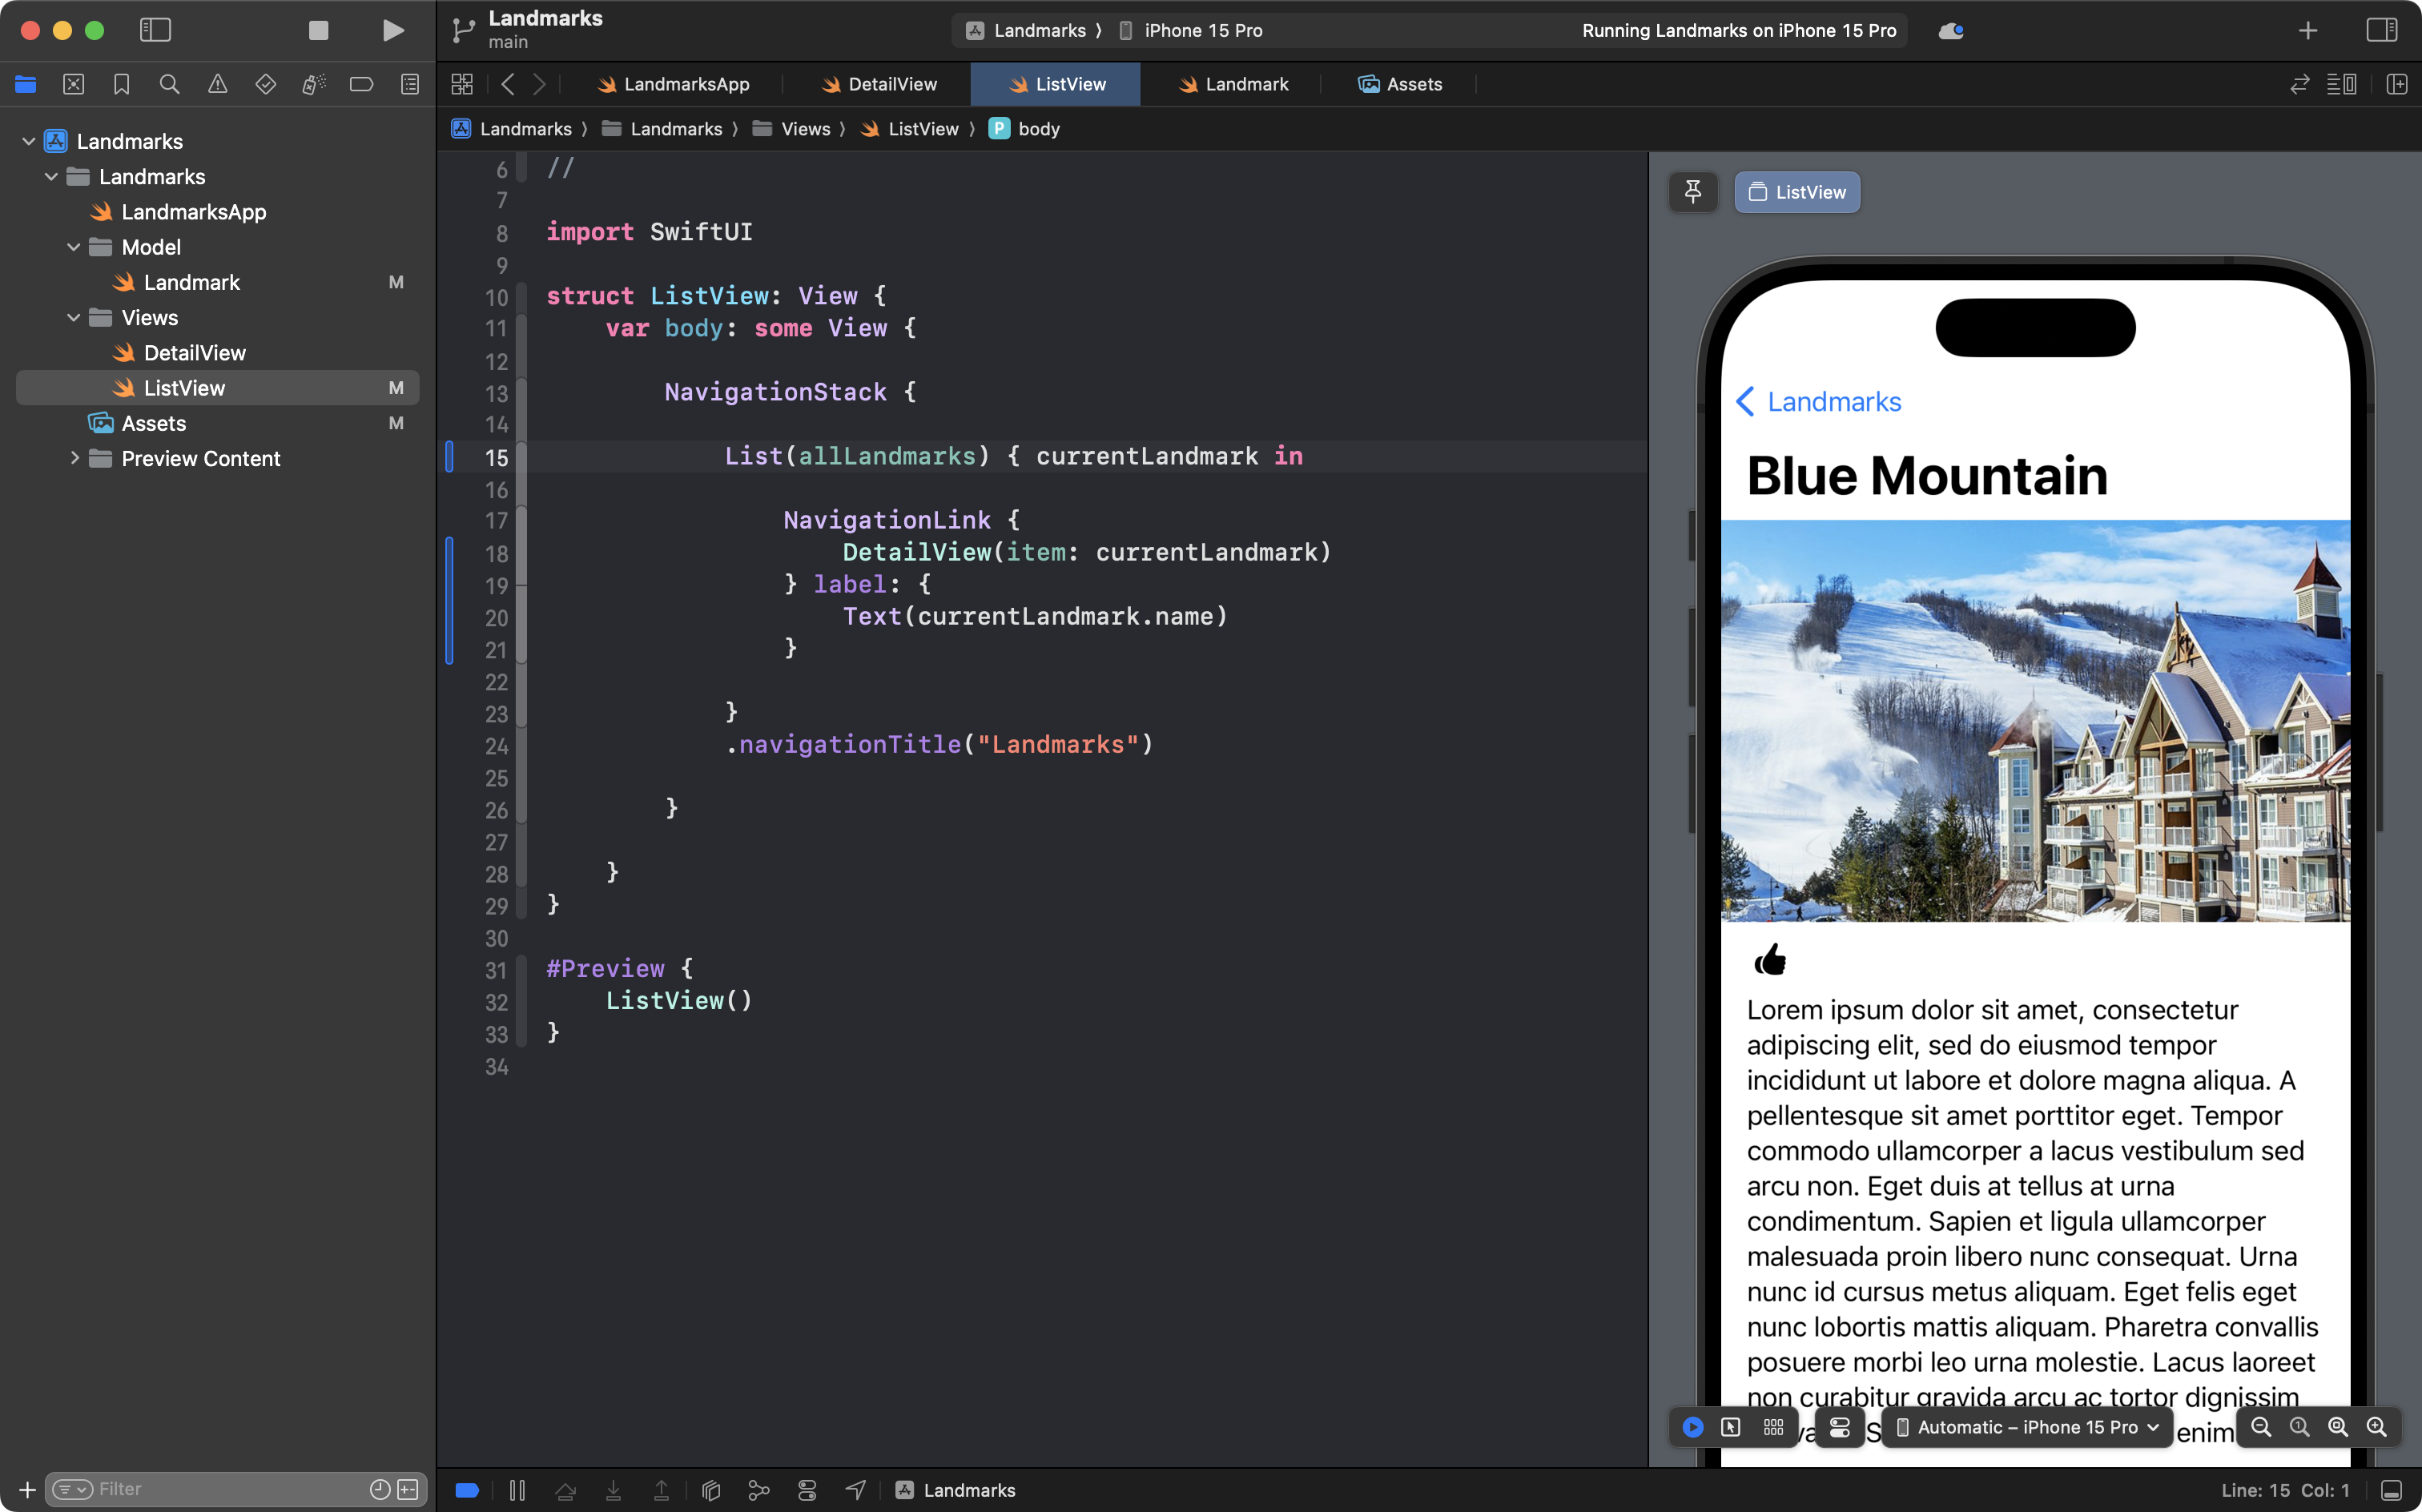 Landmarks
main
Landmarks
iPhone 15 Pro
Running Landmarks on iPhone 15 Pro
LandmarksApp
DetailView
ListView
Landmark
Assets
Landmarks
Landmarks
Views
ListView
P body
Landmarks
Landmarks
LandmarksApp
Model
Landmark M
Views
DetailView
ListView M
Assets M
Preview Content
Filter
6 //
7
8 import SwiftUI
9
10 struct ListView: View {
11 var body: some View {
12
13 NavigationStack {
14
15 List(allLandmarks) { currentLandmark in
16
17 NavigationLink {
18 DetailView(item: currentLandmark)
19 } label: {
20 Text(currentLandmark.name)
21 }
22
23 }
24 .navigationTitle("Landmarks")
25
26 }
27
28 }
29 }
30
31 #Preview {
32 ListView()
33 }
34
ListView
Landmarks
Blue Mountain
Lorem ipsum dolor sit amet, consectetur
adipiscing elit, sed do eiusmod tempor
incididunt ut labore et dolore magna aliqua. A
pellentesque sit amet porttitor eget. Tempor
commodo ullamcorper a lacus vestibulum sed
arcu non. Eget duis at tellus at urna
condimentum. Sapien et ligula ullamcorper
malesuada proin libero nunc consequat. Urna
nunc id cursus metus aliquam. Eget felis eget
nunc lobortis mattis aliquam. Pharetra convallis
posuere morbi leo urna molestie. Lacus laoreet
non curabitur gravida arcu ac tortor dignissim
enim
Automatic – iPhone 15 Pro
Landmarks
Line: 15 Col: 1